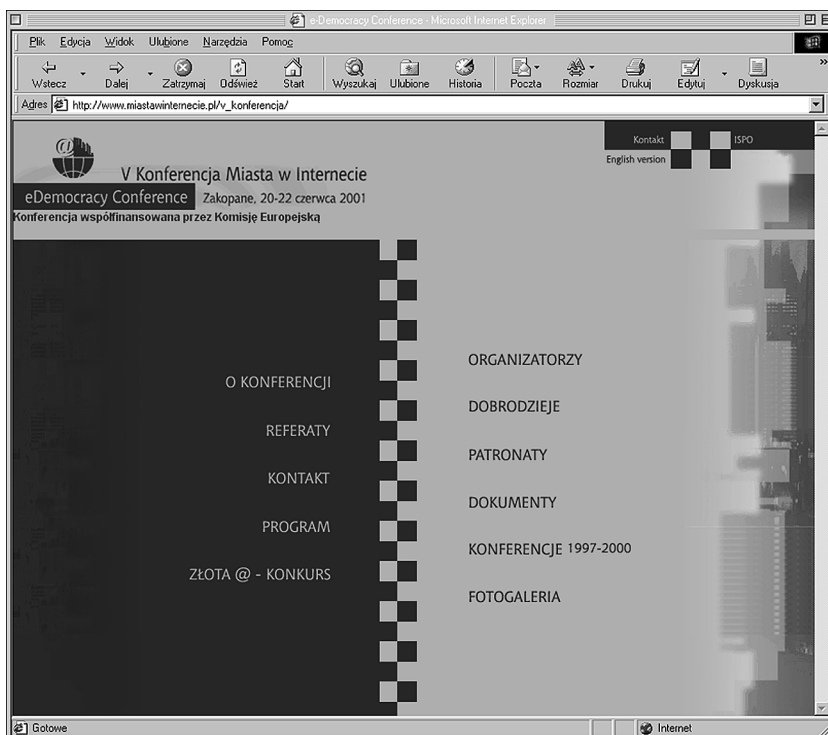 e-Democracy Conference - Microsoft Internet Explorer
Plik Edycja Widok Ulubione Narzędzia Pomoc
Wstecz Dalej Zatrzymaj Odśwież Start Wyszukaj Ulubione Historia Poczta Rozmiar Drukuj Edytuj Dyskusja »
Adres http://www.miastawinternecie.pl/v_konferencja/
Kontakt ISPO
English version
@
V Konferencja Miasta w Internecie
eDemocracy Conference Zakopane, 20-22 czerwca 2001
Konferencja współfinansowana przez Komisję Europejską
O KONFERENCJI
REFERATY
KONTAKT
PROGRAM
ZŁOTA @ - KONKURS
ORGANIZATORZY
DOBRODZIEJE
PATRONATY
DOKUMENTY
KONFERENCJE 1997-2000
FOTOGALERIA
Gotowe Internet